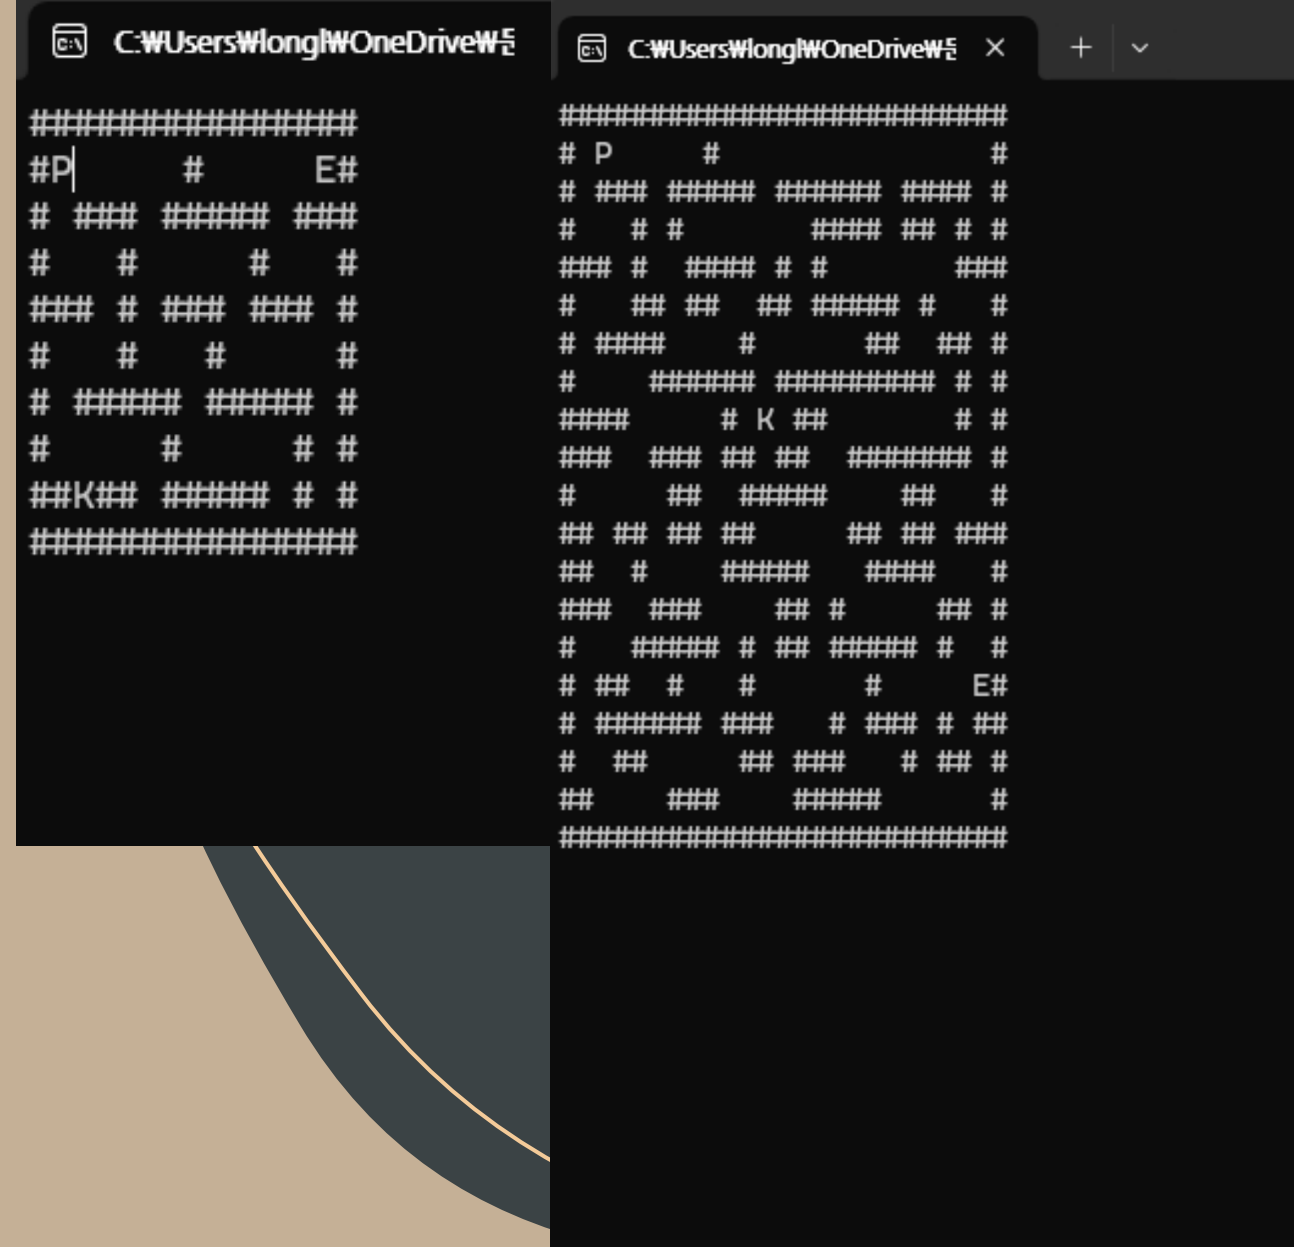 C:₩Users₩longl₩OneDrive₩
###############
#P     #     E#
# ### ##### ###
#   #     #   #
### # ### ### #
#   #   #     #
# ##### ##### #
#     #     # #
##K## ##### # #
###############
C:₩Users₩longl₩OneDrive₩
#########################
# P     #               #
# ### ##### ###### #### #
#   # #       #### ## # #
### #  #### # #       ###
#   ## ##  ## ##### #   #
# ####    #      ##  ## #
#    ###### ######### # #
####     # K ##       # #
###  ### ## ##  ####### #
#     ##  #####    ##   #
## ## ## ##     ## ## ###
##  #    #####   ####   #
###  ###    ## #     ## #
#   ##### # ## ##### #  #
# ##  #   #      #     E#
# ###### ###   # ### # ##
#  ##     ## ###   # ## #
##    ###    #####      #
#########################